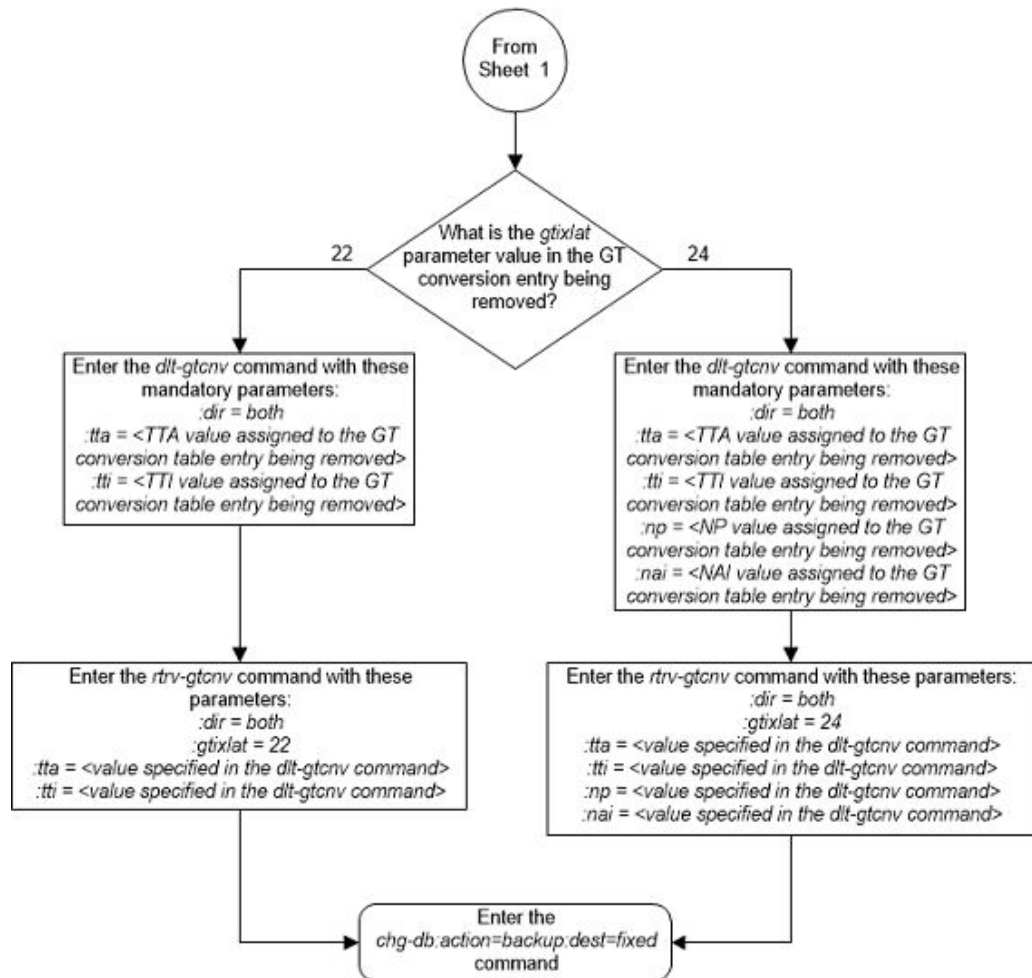 From
Sheet 1
What is the gtixlat
parameter value in the GT
conversion entry being
removed?
22
24
Enter the dlt-gtcnv command with these
mandatory parameters:
:dir = both
:tta = <TTA value assigned to the GT
conversion table entry being removed>
:tti = <TTI value assigned to the GT
conversion table entry being removed>
Enter the dlt-gtcnv command with these
mandatory parameters:
:dir = both
:tta = <TTA value assigned to the GT
conversion table entry being removed>
:tti = <TTI value assigned to the GT
conversion table entry being removed>
:np = <NP value assigned to the GT
conversion table entry being removed>
:nai = <NAI value assigned to the GT
conversion table entry being removed>
Enter the rtrv-gtcnv command with these
parameters:
:dir = both
:gtixlat = 22
:tta = <value specified in the dlt-gtcnv command>
:tti = <value specified in the dlt-gtcnv command>
Enter the rtrv-gtcnv command with these parameters:
:dir = both
:gtixlat = 24
:tta = <value specified in the dlt-gtcnv command>
:tti = <value specified in the dlt-gtcnv command>
:np = <value specified in the dlt-gtcnv command>
:nai = <value specified in the dlt-gtcnv command>
Enter the
chg-db:action=backup:dest=fixed
command